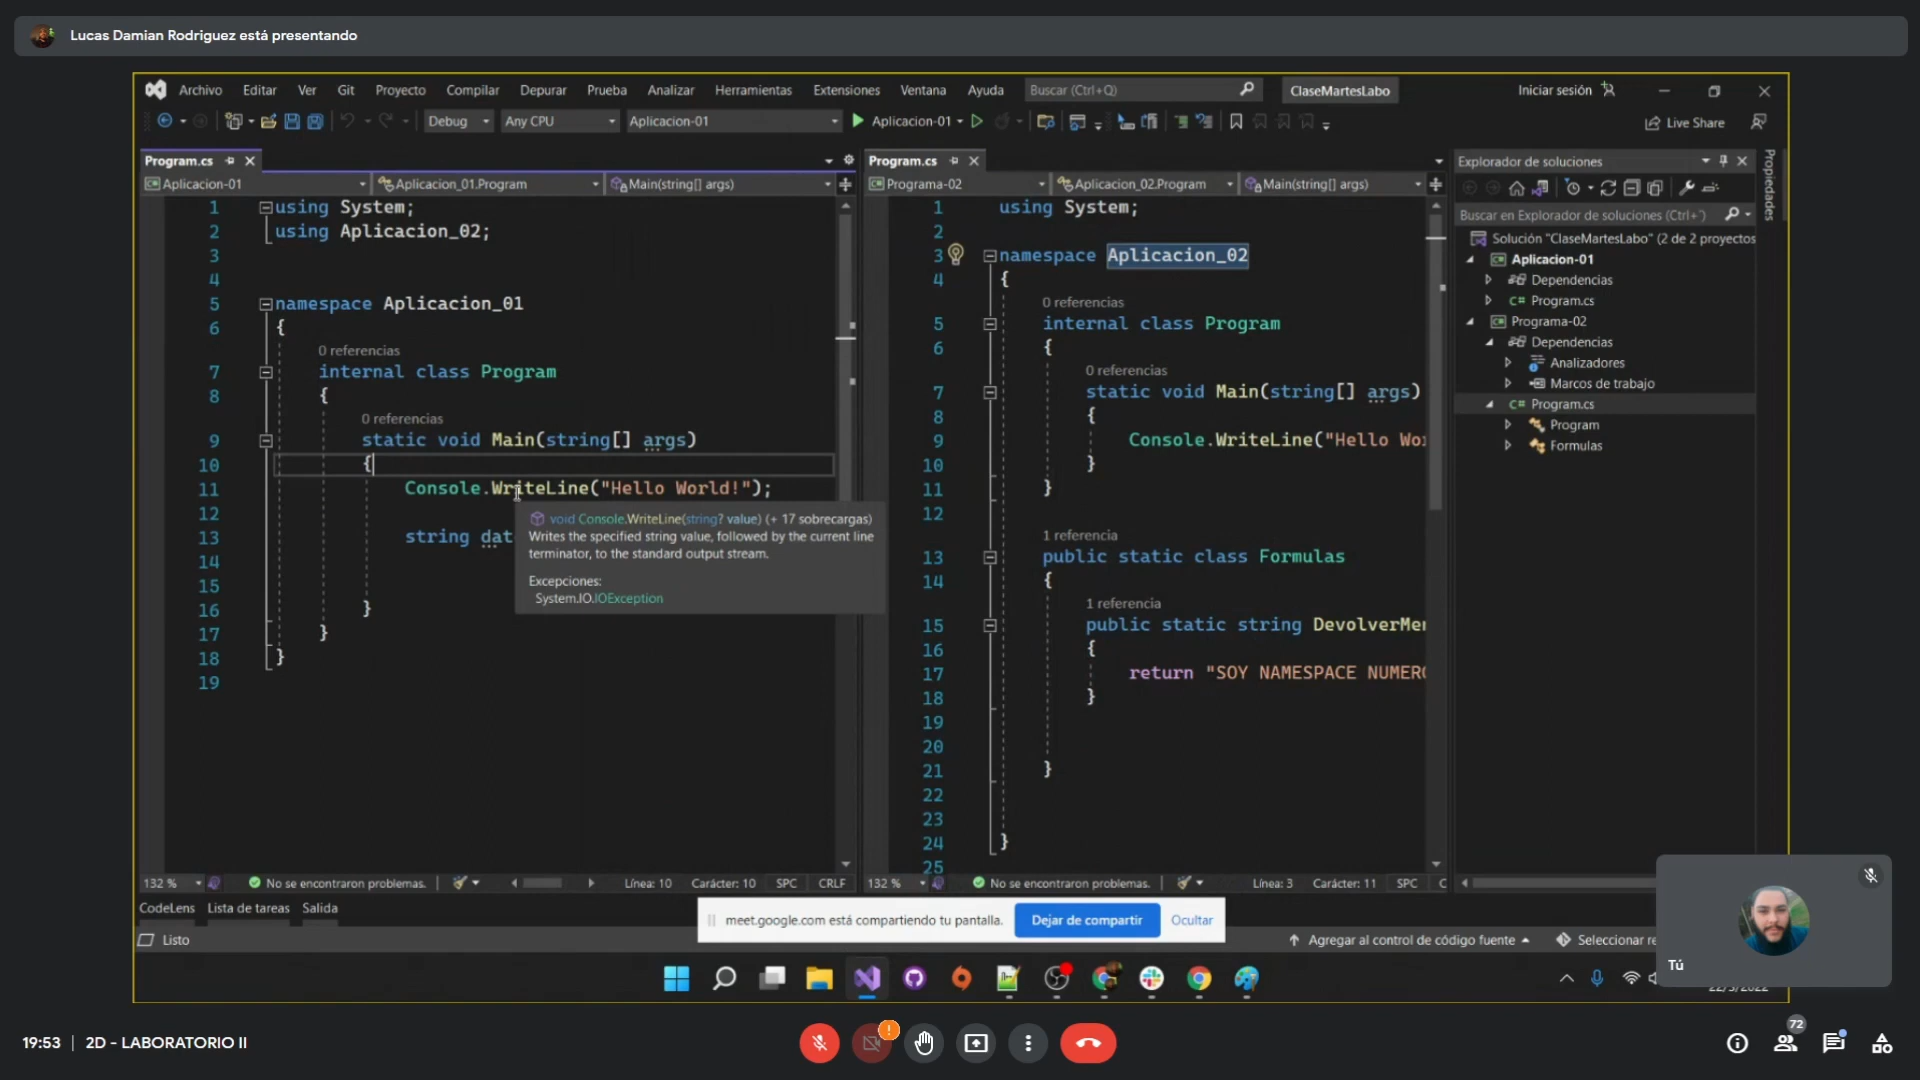 Lucas Damian Rodriguez está presentando
Archivo Editar Ver Git Proyecto Compilar Depurar Prueba Analizar Herramientas Extensiones Ventana Ayuda Buscar (Ctrl+Q) ClaseMartesLabo Iniciar sesión
Debug Any CPU Aplicacion-01 Aplicacion-01 Live Share
Program.cs
Aplicacion-01 Aplicacion_01.Program Main(string[] args)
1 using System;
2 using Aplicacion_02;
3
4
5 namespace Aplicacion_01
6 {
0 referencias
7 internal class Program
8 {
0 referencias
9 static void Main(string[] args)
10 {
11 Console.WriteLine("Hello World!");
12
13 string dat
14
15
16 }
17 }
18 }
19
void Console.WriteLine(string? value) (+ 17 sobrecargas)
Writes the specified string value, followed by the current line
terminator, to the standard output stream.
Excepciones:
System.IO.IOException
132 % No se encontraron problemas. Línea: 10 Carácter: 10 SPC CRLF
Program.cs
Programa-02 Aplicacion_02.Program Main(string[] args)
1 using System;
2
3 namespace Aplicacion_02
4 {
0 referencias
5 internal class Program
6 {
0 referencias
7 static void Main(string[] args)
8 {
9 Console.WriteLine("Hello Wo
10 }
11 }
12
1 referencia
13 public static class Formulas
14 {
1 referencia
15 public static string DevolverMe
16 {
17 return "SOY NAMESPACE NUMER
18 }
19
20
21 }
22
23
24 }
25
132 % No se encontraron problemas. Línea: 3 Carácter: 11 SPC C
Explorador de soluciones
Buscar en Explorador de soluciones (Ctrl+')
Solución "ClaseMartesLabo" (2 de 2 proyectos
Aplicacion-01
Dependencias
C# Program.cs
Programa-02
Dependencias
Analizadores
Marcos de trabajo
C# Program.cs
Program
Formulas
Propiedades
CodeLens Lista de tareas Salida
meet.google.com está compartiendo tu pantalla. Dejar de compartir Ocultar
Listo Agregar al control de código fuente Seleccionar re
Tú
22/3/2022
19:53 | 2D - LABORATORIO II
72